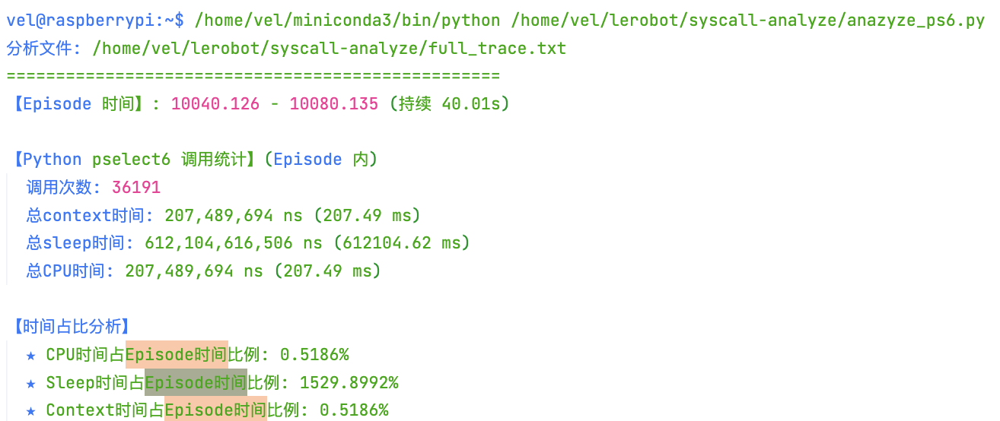 vel@raspberrypi:~$ /home/vel/miniconda3/bin/python /home/vel/lerobot/syscall-analyze/anazyze_ps6.py
分析文件: /home/vel/lerobot/syscall-analyze/full_trace.txt
==================================================
【Episode 时间】: 10040.126 - 10080.135 (持续 40.01s)
【Python pselect6 调用统计】(Episode 内)
调用次数: 36191
总context时间: 207,489,694 ns (207.49 ms)
总sleep时间: 612,104,616,506 ns (612104.62 ms)
总CPU时间: 207,489,694 ns (207.49 ms)
【时间占比分析】
★ CPU时间占Episode时间比例: 0.5186%
★ Sleep时间占Episode时间比例: 1529.8992%
★ Context时间占Episode时间比例: 0.5186%